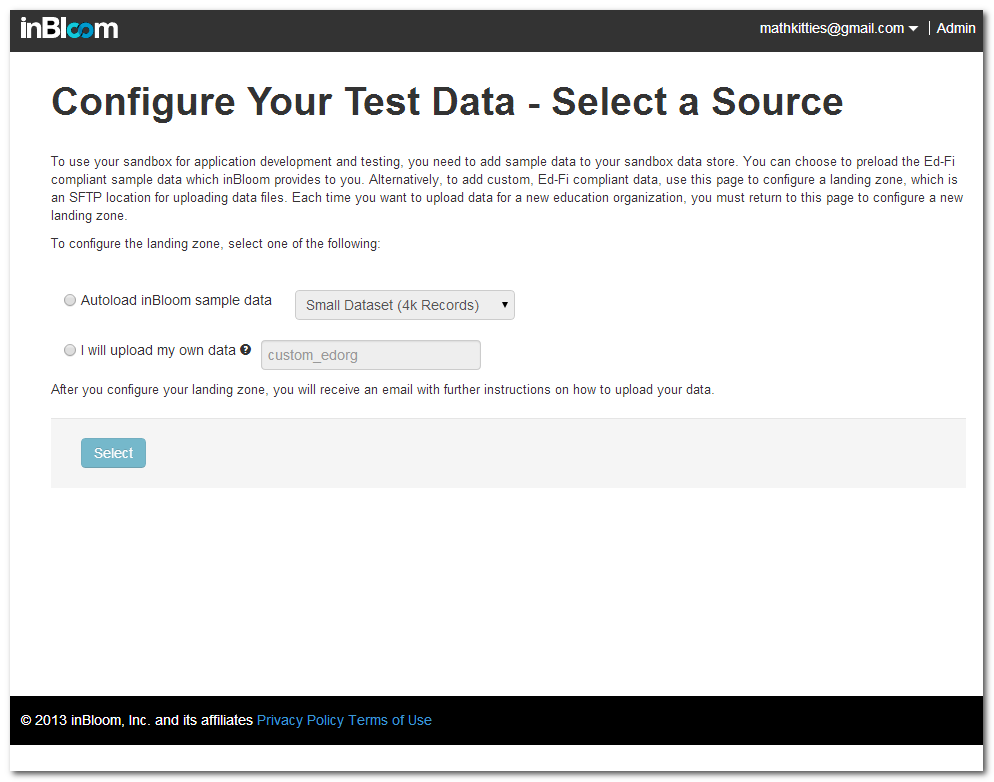 inBloom
mathkitties@gmail.com | Admin
Configure Your Test Data - Select a Source
To use your sandbox for application development and testing, you need to add sample data to your sandbox data store. You can choose to preload the Ed-Fi
compliant sample data which inBloom provides to you. Alternatively, to add custom, Ed-Fi compliant data, use this page to configure a landing zone, which is
an SFTP location for uploading data files. Each time you want to upload data for a new education organization, you must return to this page to configure a new
landing zone.
To configure the landing zone, select one of the following:
Autoload inBloom sample data Small Dataset (4k Records)
I will upload my own data ? custom_edorg
After you configure your landing zone, you will receive an email with further instructions on how to upload your data.
Select
© 2013 inBloom, Inc. and its affiliates Privacy Policy Terms of Use